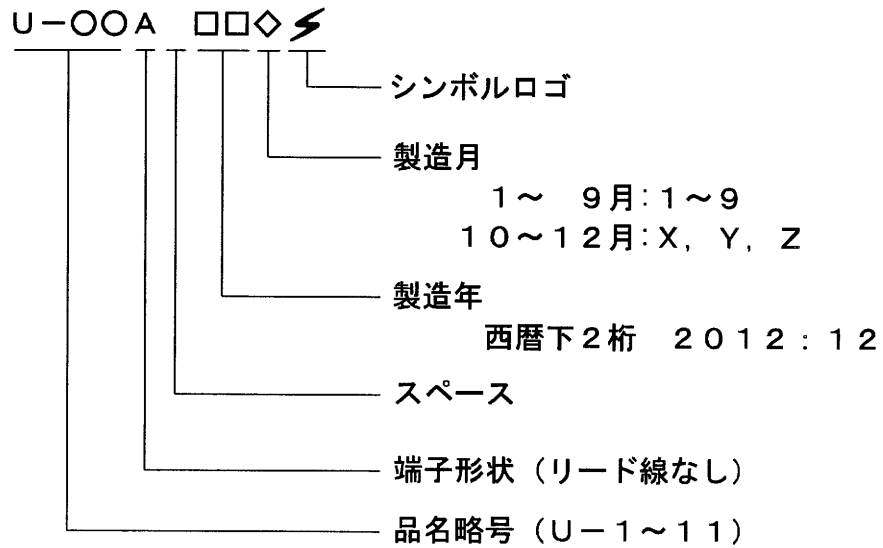 U－○○A　□□◇
シンボルロゴ
製造月
１～　９月：１～９
１０～１２月：X，Y，Z
製造年
西暦下２桁　２０１２：１２
スペース
端子形状（リード線なし）
品名略号（U－１～１１）